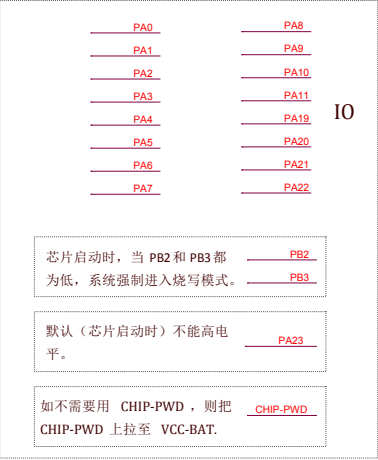 PA0 PA8
PA1 PA9
PA2 PA10
PA3 PA11
IO
PA4 PA19
PA5 PA20
PA6 PA21
PA7 PA22
芯片启动时，当 PB2 和 PB3 都 PB2
为低，系统强制进入烧写模式。 PB3
默认（芯片启动时）不能高电
平。
PA23
如不需要用 CHIP-PWD ，则把
CHIP-PWD 上拉至 VCC-BAT.
CHIP-PWD